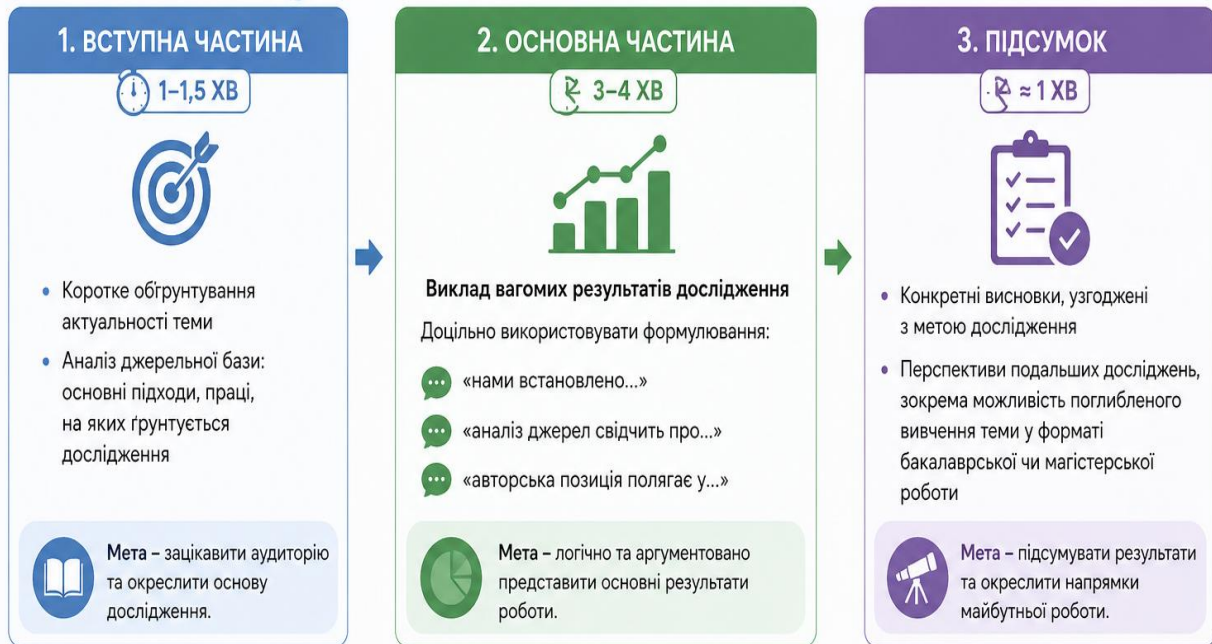 1. ВСТУПНА ЧАСТИНА
1–1,5 ХВ
• Коротке обґрунтування
актуальності теми
• Аналіз джерельної бази:
основні підходи, праці,
на яких ґрунтується
дослідження
Мета – зацікавити аудиторію
та окреслити основу
дослідження.
2. ОСНОВНА ЧАСТИНА
3–4 ХВ
Виклад вагомих результатів дослідження
Доцільно використовувати формулювання:
«нами встановлено...»
«аналіз джерел свідчить про...»
«авторська позиція полягає у...»
Мета – логічно та аргументовано
представити основні результати
роботи.
3. ПІДСУМОК
≈ 1 ХВ
• Конкретні висновки, узгоджені
з метою дослідження
• Перспективи подальших досліджень,
зокрема можливість поглибленого
вивчення теми у форматі
бакалаврської чи магістерської
роботи
Мета – підсумувати результати
та окреслити напрямки
майбутньої роботи.